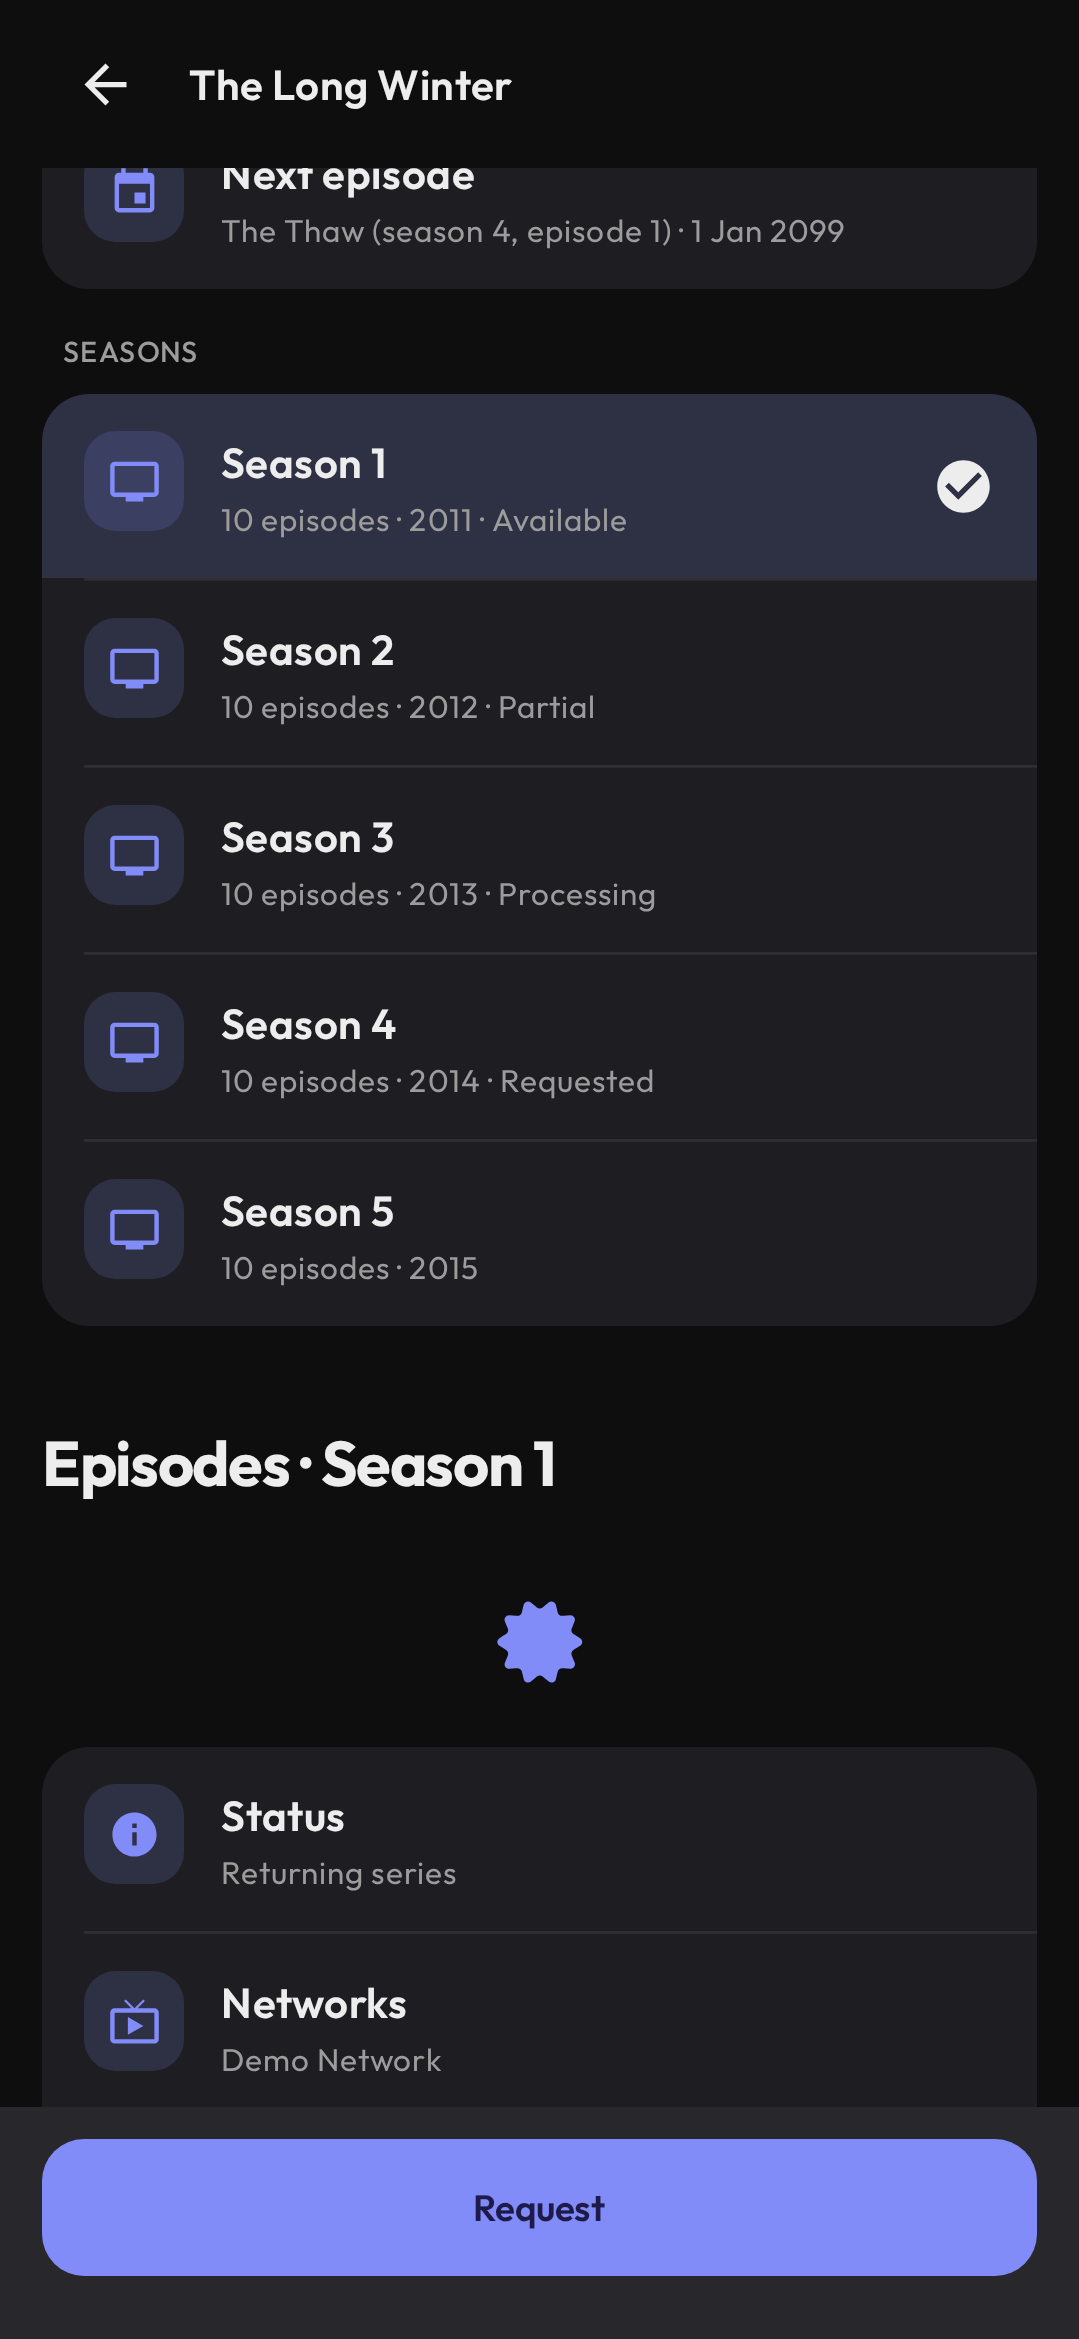 The Long Winter
Next episode
The Thaw (season 4, episode 1) · 1 Jan 2099
SEASONS
Season 1
10 episodes · 2011 · Available
Season 2
10 episodes · 2012 · Partial
Season 3
10 episodes · 2013 · Processing
Season 4
10 episodes · 2014 · Requested
Season 5
10 episodes · 2015
Episodes · Season 1
Status
Returning series
Networks
Demo Network
Request